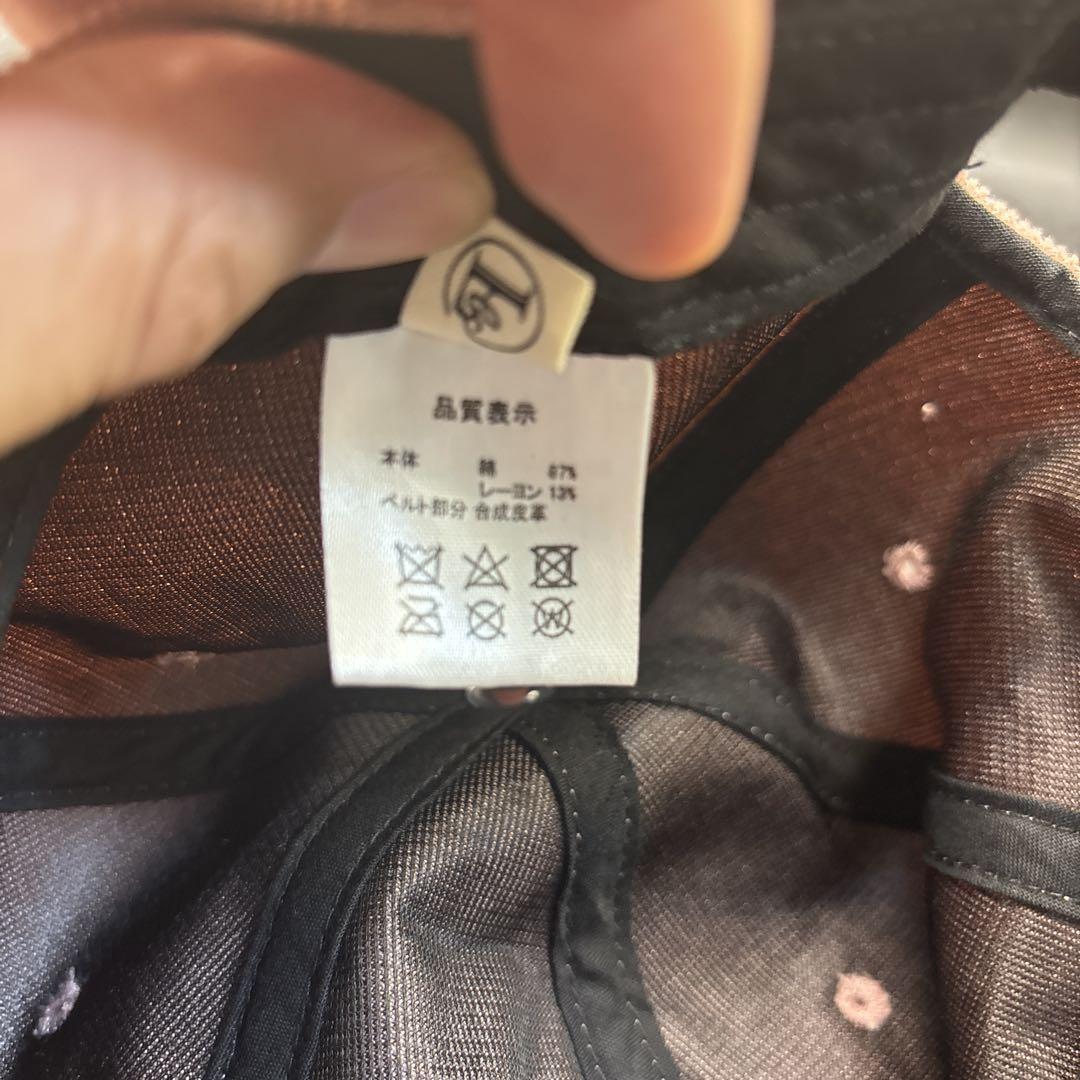 品質表示
本体 綿 87%
レーヨン 13%
ベルト部分 合成皮革